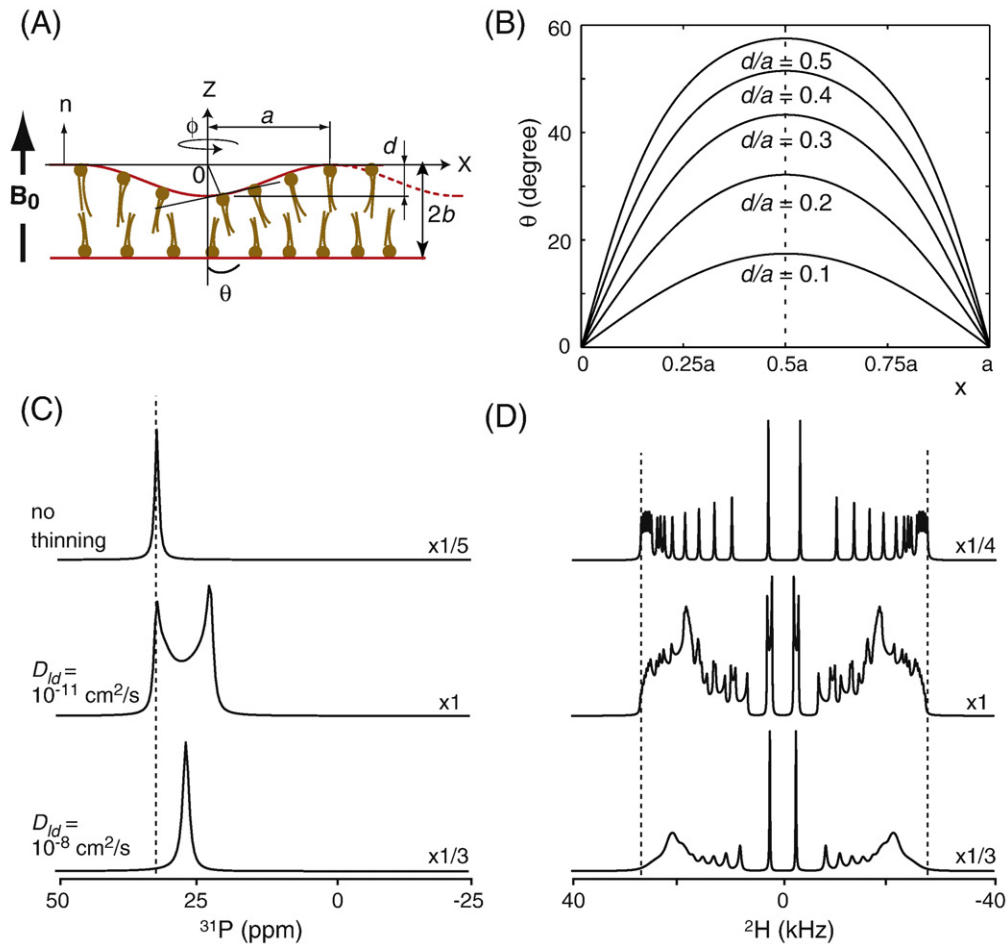 (A)
n
B₀
Z
ϕ
a
d
X
0
2b
θ
(B)
60
40
20
0
θ (degree)
d/a = 0.5
d/a = 0.4
d/a = 0.3
d/a = 0.2
d/a = 0.1
0 0.25a 0.5a 0.75a a
x
(C)
no
thinning
x1/5
D_ld =
10⁻¹¹ cm²/s
x1
D_ld =
10⁻⁸ cm²/s
x1/3
50 25 0 -25
³¹P (ppm)
(D)
x1/4
x1
x1/3
40 20 0 -20 -40
²H (kHz)